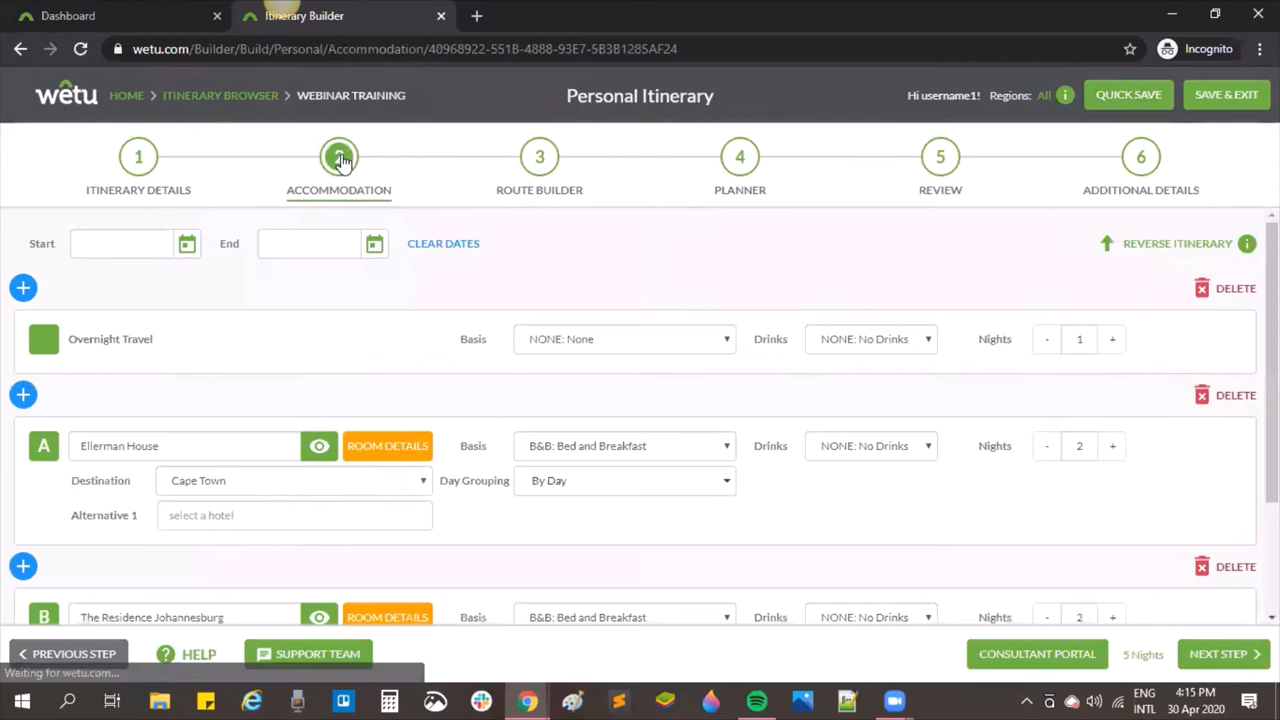 Dashboard
Itinerary Builder
wetu.com/Builder/Build/Personal/Accommodation/40968922-551B-4888-93E7-5B3B1285AF24
Incognito
wetu
HOME > ITINERARY BROWSER > WEBINAR TRAINING
Personal Itinerary
Hi username1! Regions: All i
QUICK SAVE
SAVE & EXIT
1 2 3 4 5 6
ITINERARY DETAILS ACCOMMODATION ROUTE BUILDER PLANNER REVIEW ADDITIONAL DETAILS
Start End CLEAR DATES REVERSE ITINERARY i
DELETE
Overnight Travel Basis NONE: None Drinks NONE: No Drinks Nights - 1 +
DELETE
A Ellerman House ROOM DETAILS Basis B&B: Bed and Breakfast Drinks NONE: No Drinks Nights - 2 +
Destination Cape Town Day Grouping By Day
Alternative 1 select a hotel
DELETE
B The Residence Johannesburg ROOM DETAILS Basis B&B: Bed and Breakfast Drinks NONE: No Drinks Nights - 2 +
PREVIOUS STEP ? HELP SUPPORT TEAM CONSULTANT PORTAL 5 Nights NEXT STEP
Waiting for wetu.com...
ENG
INTL
4:15 PM
30 Apr 2020